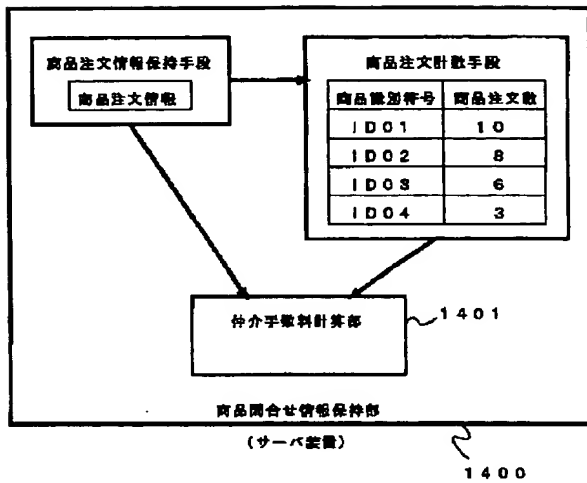 商品注文情報保持手段
商品注文情報
商品注文計数手段
商品識別符号 商品注文数
ID01 10
ID02 8
ID03 6
ID04 3
仲介手数料計算部
1401
商品問合せ情報保持部
(サーバ装置)
1400